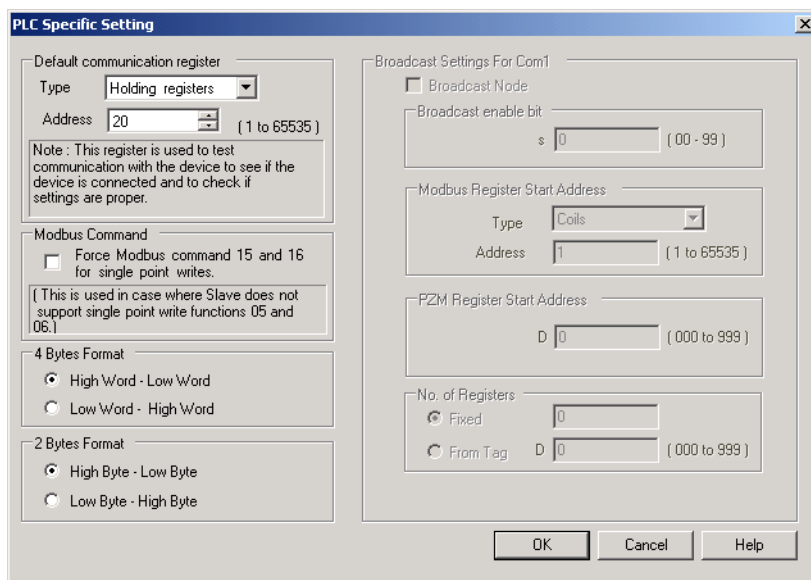 PLC Specific Setting
Default communication register
Type Holding registers
Address 20 ( 1 to 65535 )
Note : This register is used to test
communication with the device to see if the
device is connected and to check if
settings are proper.
Modbus Command
Force Modbus command 15 and 16
for single point writes.
( This is used in case where Slave does not
support single point write functions 05 and
06.)
4 Bytes Format
High Word - Low Word
Low Word - High Word
2 Bytes Format
High Byte - Low Byte
Low Byte - High Byte
Broadcast Settings For Com1
Broadcast Node
Broadcast enable bit
s 0 ( 00 - 99 )
Modbus Register Start Address
Type Coils
Address 1 ( 1 to 65535 )
PZM Register Start Address
D 0 ( 000 to 999 )
No. of Registers
Fixed 0
From Tag D 0 ( 000 to 999 )
OK Cancel Help